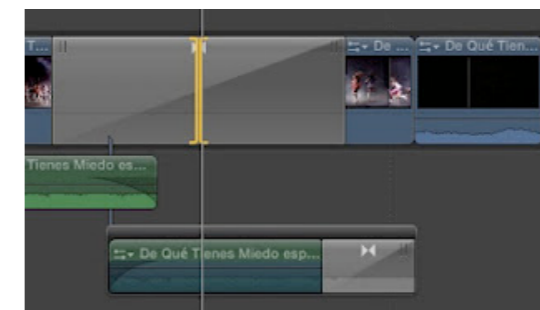 T...
De ...
De Qué Tien...
Tienes Miedo es...
De Qué Tienes Miedo esp...